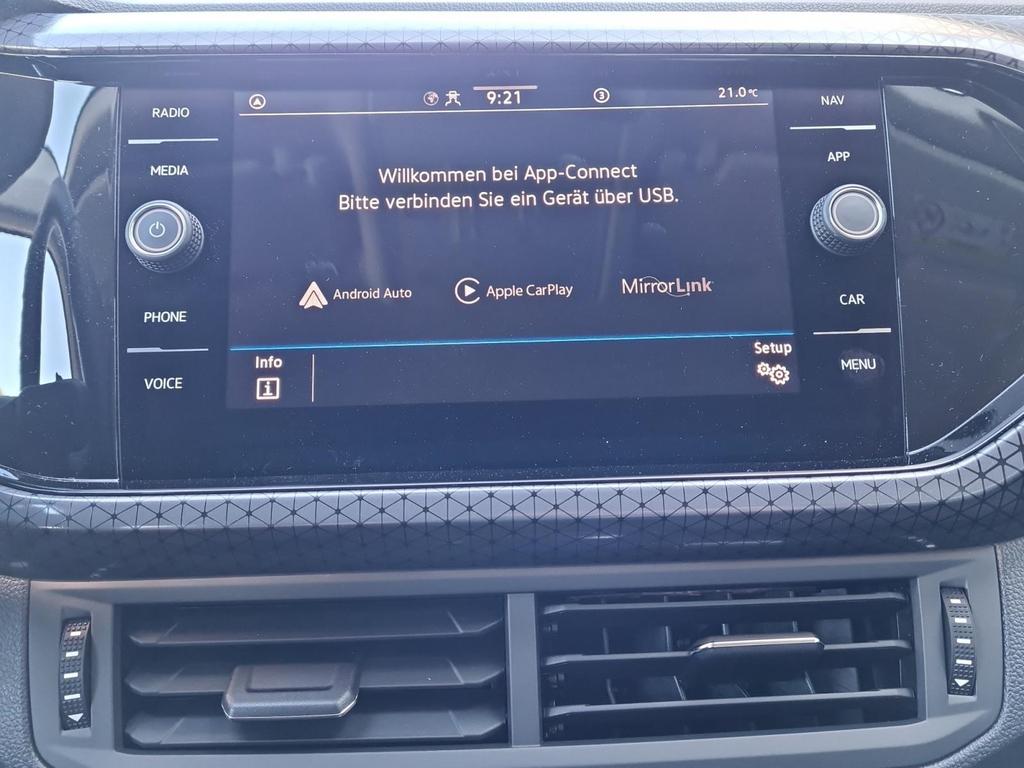 9:21
3
21.0°C
RADIO
MEDIA
PHONE
VOICE
NAV
APP
CAR
MENU
Willkommen bei App-Connect
Bitte verbinden Sie ein Gerät über USB.
Android Auto
Apple CarPlay
MirrorLink
Info
i
Setup